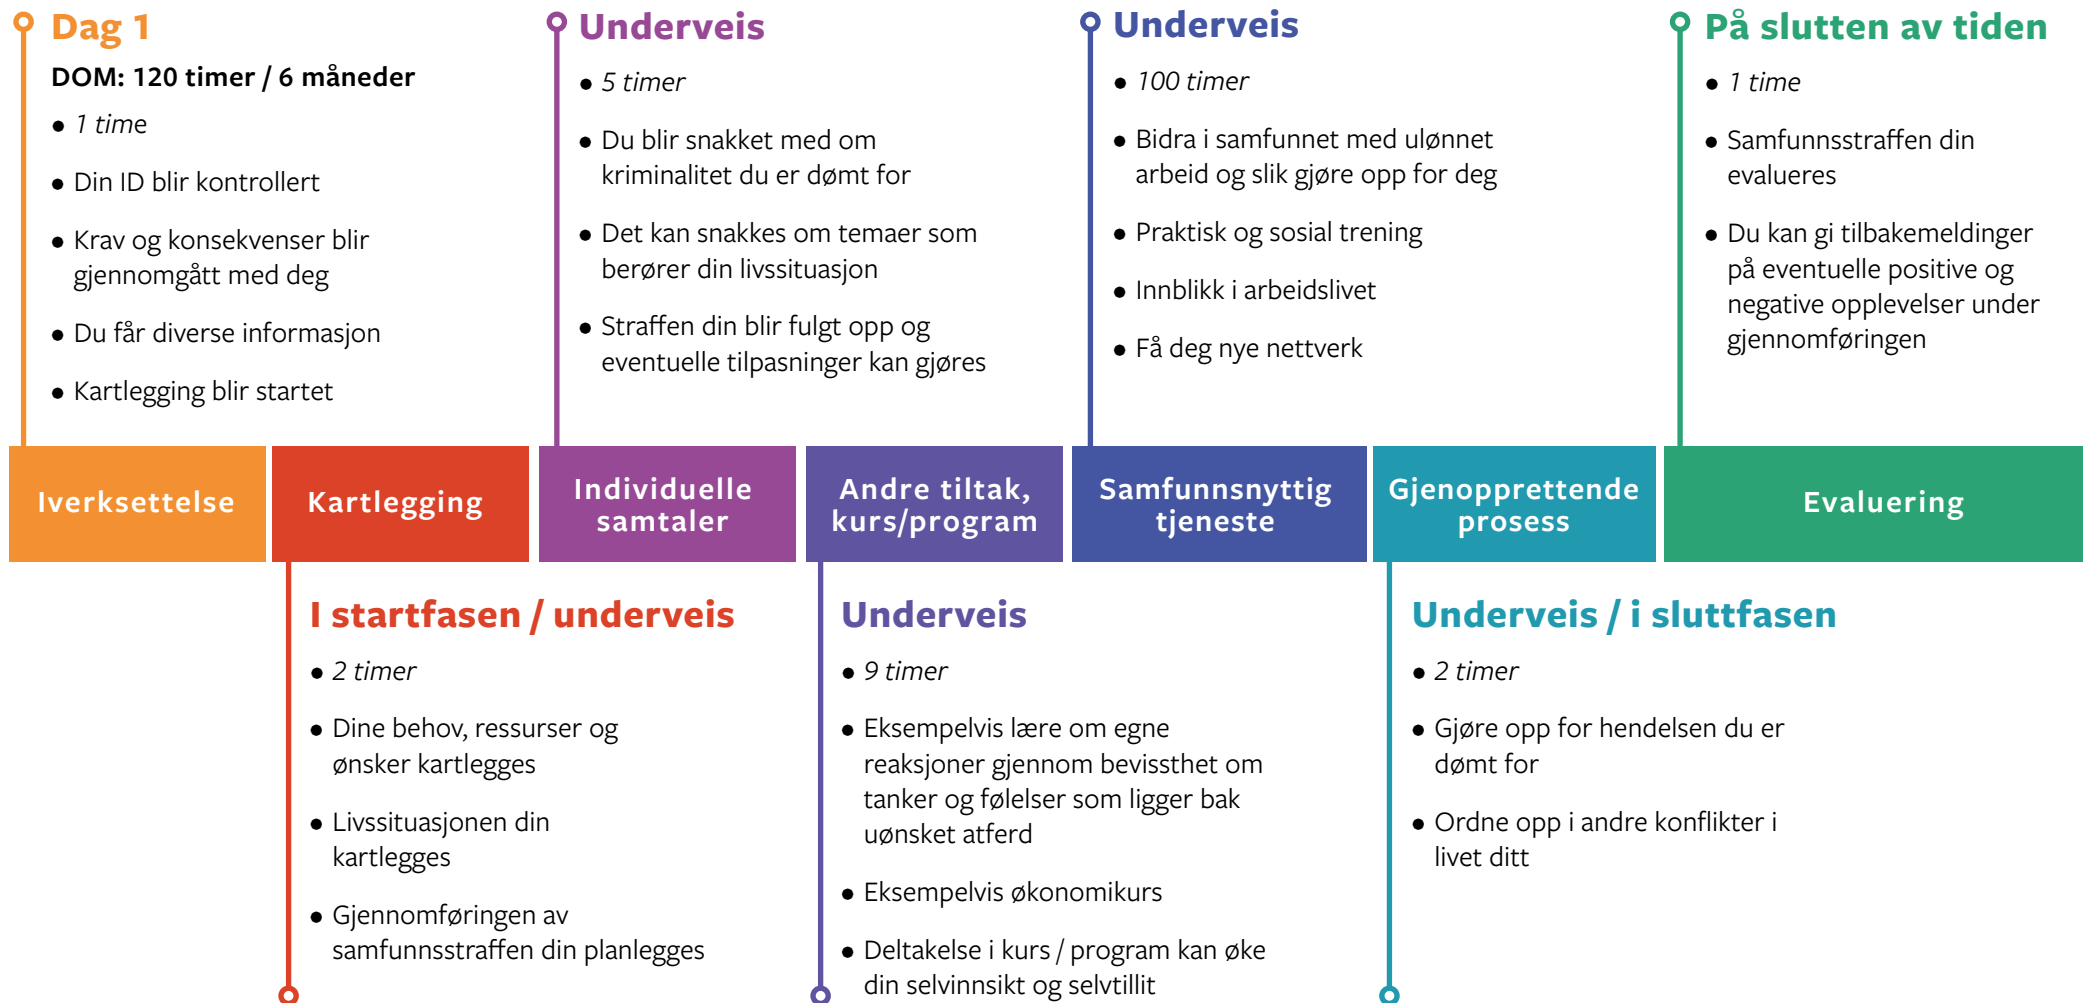 Dag 1
DOM: 120 timer / 6 måneder
• 1 time
• Din ID blir kontrollert
• Krav og konsekvenser blir
gjennomgått med deg
• Du får diverse informasjon
• Kartlegging blir startet
Underveis
• 5 timer
• Du blir snakket med om
kriminalitet du er dømt for
• Det kan snakkes om temaer som
berører din livssituasjon
• Straffen din blir fulgt opp og
eventuelle tilpasninger kan gjøres
Underveis
• 100 timer
• Bidra i samfunnet med ulønnet
arbeid og slik gjøre opp for deg
• Praktisk og sosial trening
• Innblikk i arbeidslivet
• Få deg nye nettverk
På slutten av tiden
• 1 time
• Samfunnsstraffen din
evalueres
• Du kan gi tilbakemeldinger
på eventuelle positive og
negative opplevelser under
gjennomføringen
Iverksettelse
Kartlegging
Individuelle
samtaler
Andre tiltak,
kurs/program
Samfunnsnyttig
tjeneste
Gjenopprettende
prosess
Evaluering
I startfasen / underveis
• 2 timer
• Dine behov, ressurser og
ønsker kartlegges
• Livssituasjonen din
kartlegges
• Gjennomføringen av
samfunnsstraffen din planlegges
Underveis
• 9 timer
• Eksempelvis lære om egne
reaksjoner gjennom bevissthet om
tanker og følelser som ligger bak
uønsket atferd
• Eksempelvis økonomikurs
• Deltakelse i kurs / program kan øke
din selvinnsikt og selvtillit
Underveis / i sluttfasen
• 2 timer
• Gjøre opp for hendelsen du er
dømt for
• Ordne opp i andre konflikter i
livet ditt